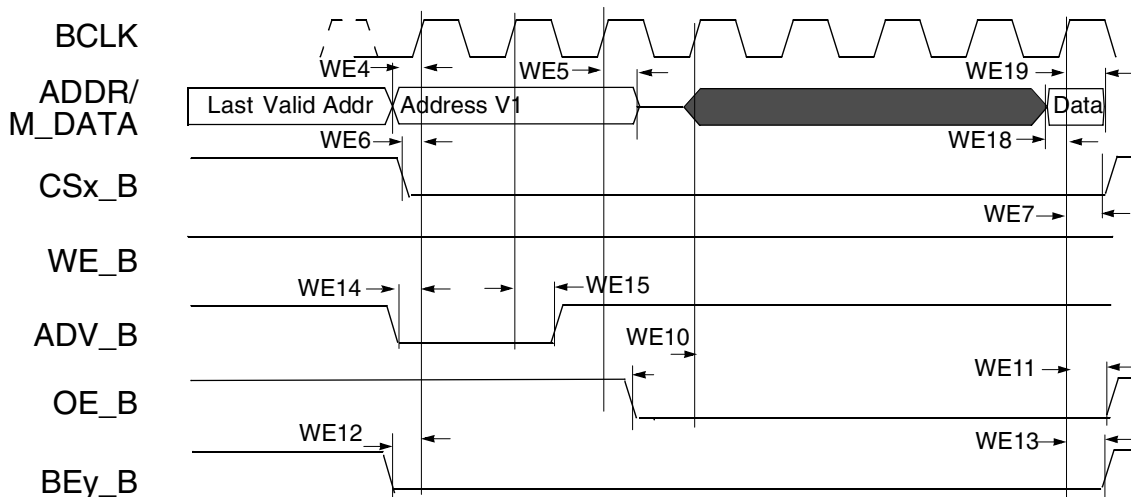 BCLK
WE4
WE5
WE19
ADDR/
M_DATA
Last Valid Addr
Address V1
Data
WE6
WE18
CSx_B
WE7
WE_B
WE14
WE15
ADV_B
WE10
WE11
OE_B
WE12
WE13
BEy_B